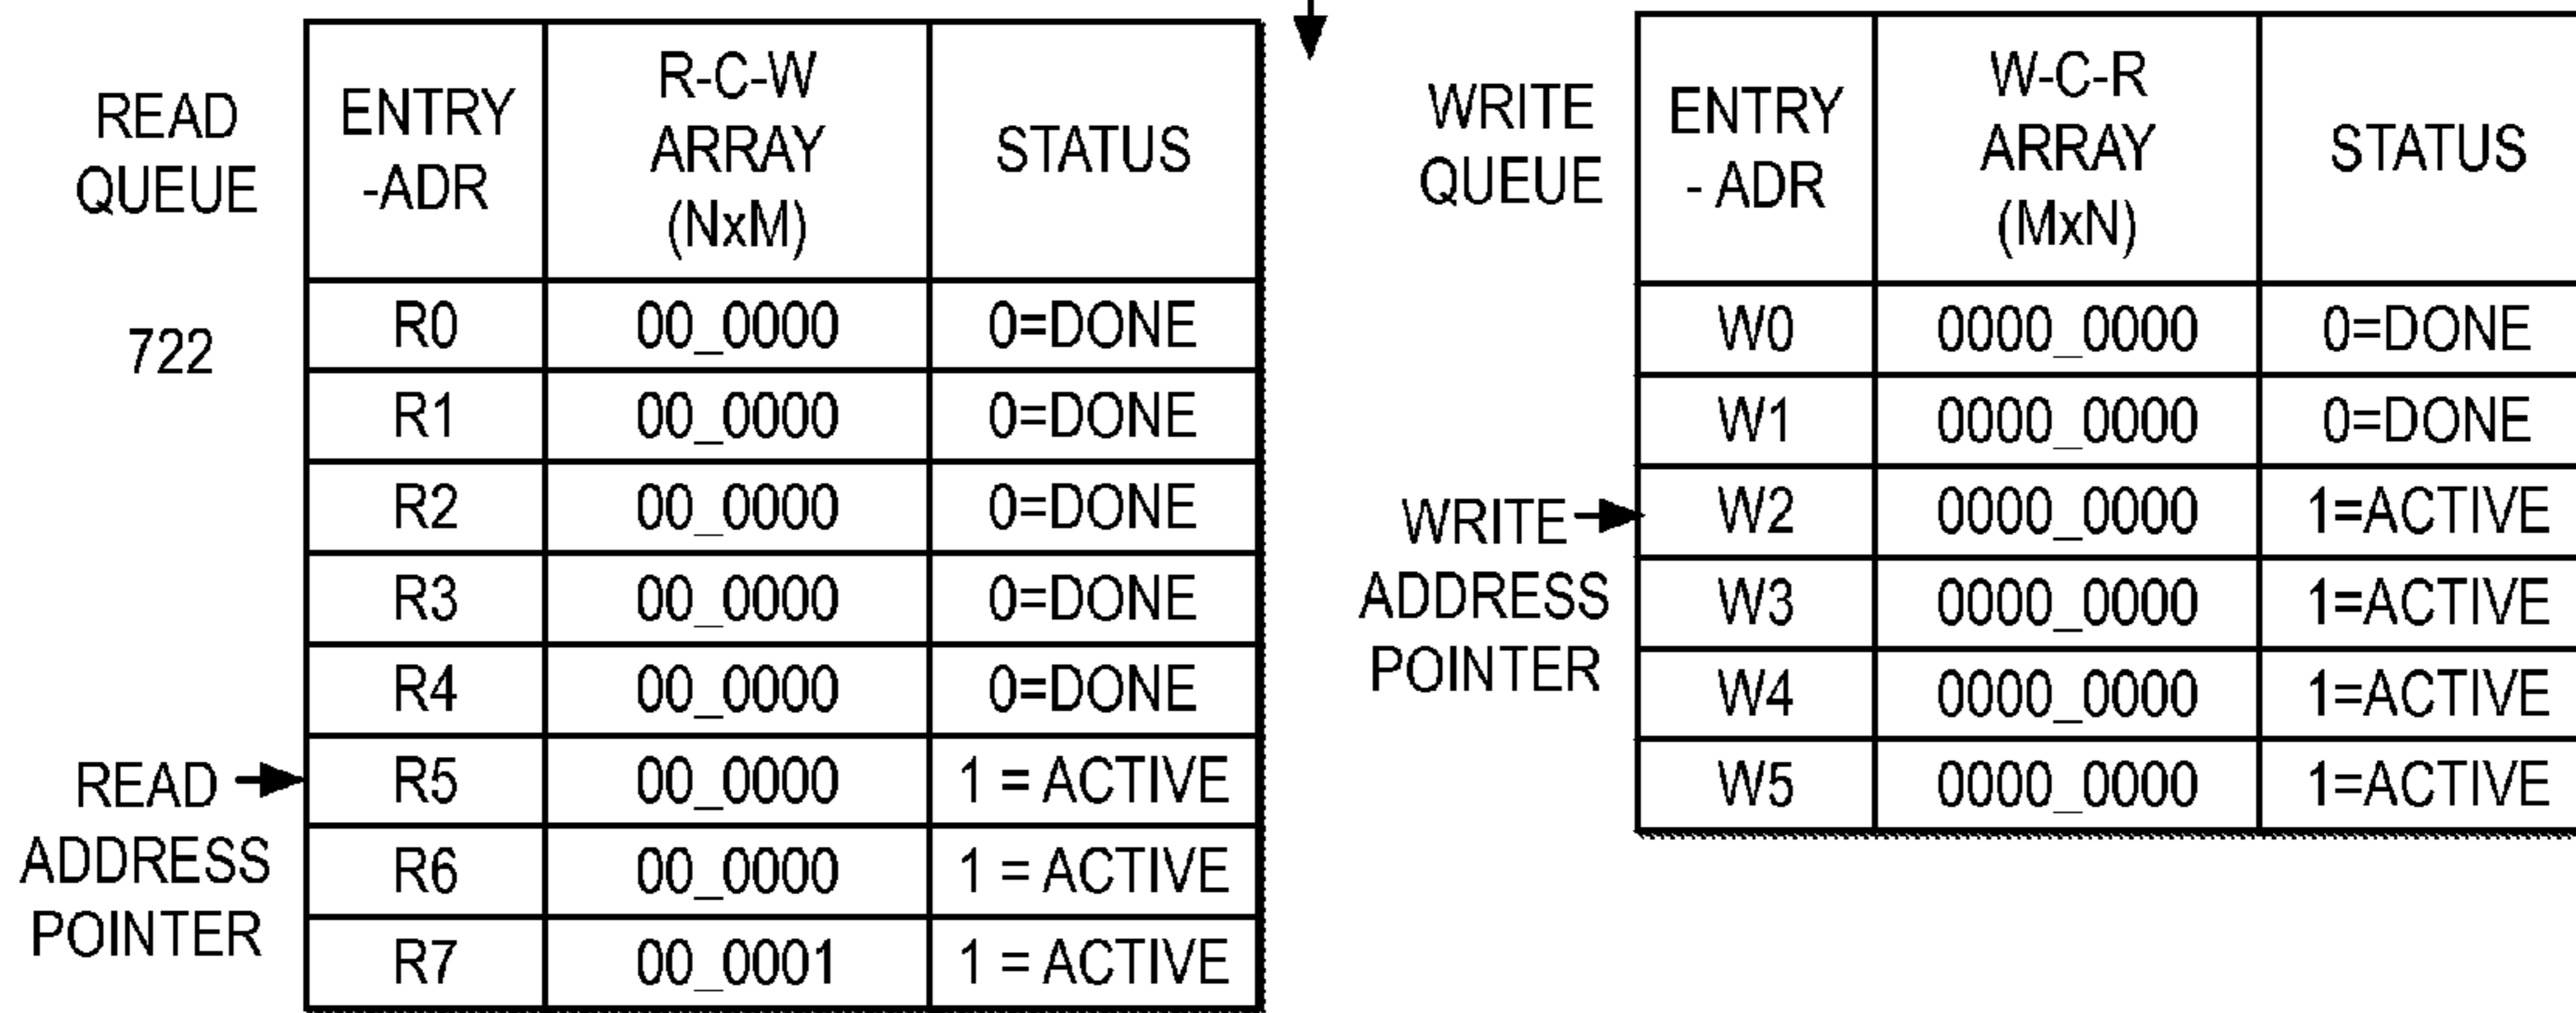 READ
QUEUE
722
READ
ADDRESS
POINTER
ENTRY
-ADR
R-C-W
ARRAY
(NxM)
STATUS
R0 00_0000 0=DONE
R1 00_0000 0=DONE
R2 00_0000 0=DONE
R3 00_0000 0=DONE
R4 00_0000 0=DONE
R5 00_0000 1 = ACTIVE
R6 00_0000 1 = ACTIVE
R7 00_0001 1 = ACTIVE
WRITE
QUEUE
WRITE
ADDRESS
POINTER
ENTRY
- ADR
W-C-R
ARRAY
(MxN)
STATUS
W0 0000_0000 0=DONE
W1 0000_0000 0=DONE
W2 0000_0000 1=ACTIVE
W3 0000_0000 1=ACTIVE
W4 0000_0000 1=ACTIVE
W5 0000_0000 1=ACTIVE